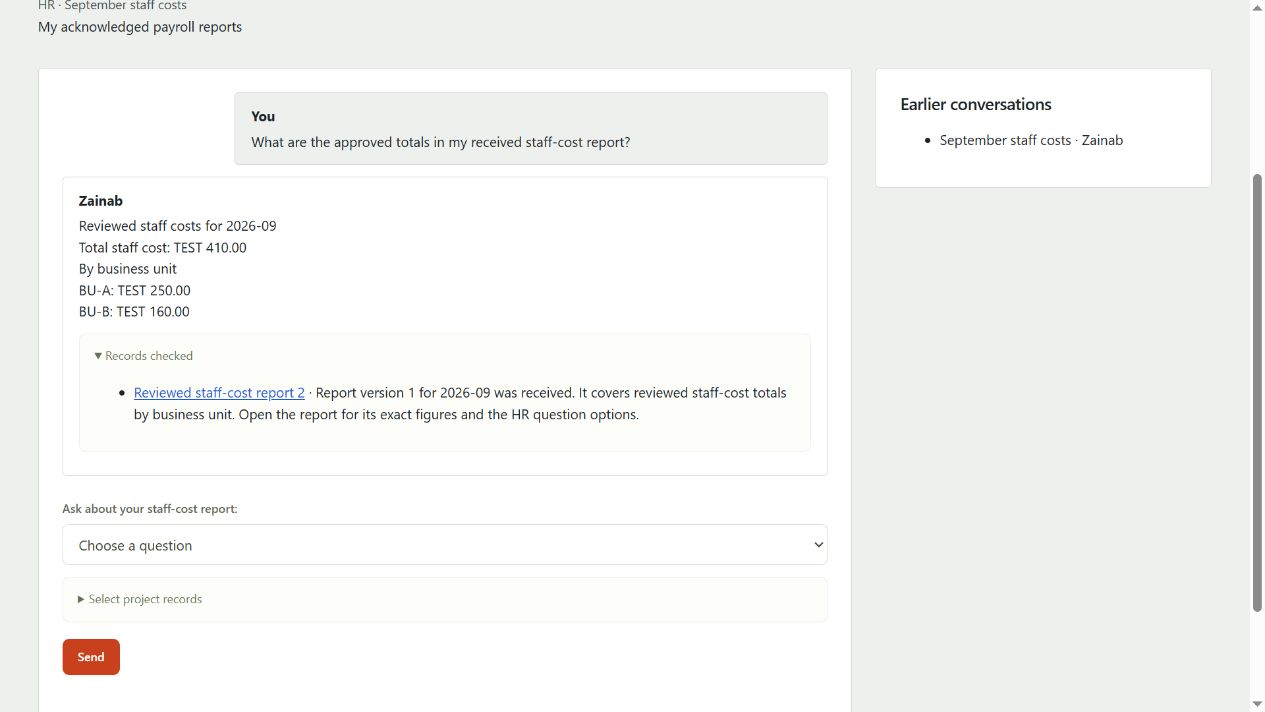 HR · September staff costs
My acknowledged payroll reports
You
What are the approved totals in my received staff-cost report?
Zainab
Reviewed staff costs for 2026-09
Total staff cost: TEST 410.00
By business unit
BU-A: TEST 250.00
BU-B: TEST 160.00
▼ Records checked
• Reviewed staff-cost report 2 · Report version 1 for 2026-09 was received. It covers reviewed staff-cost totals
by business unit. Open the report for its exact figures and the HR question options.
Ask about your staff-cost report:
Choose a question
▶ Select project records
Send
Earlier conversations
• September staff costs · Zainab